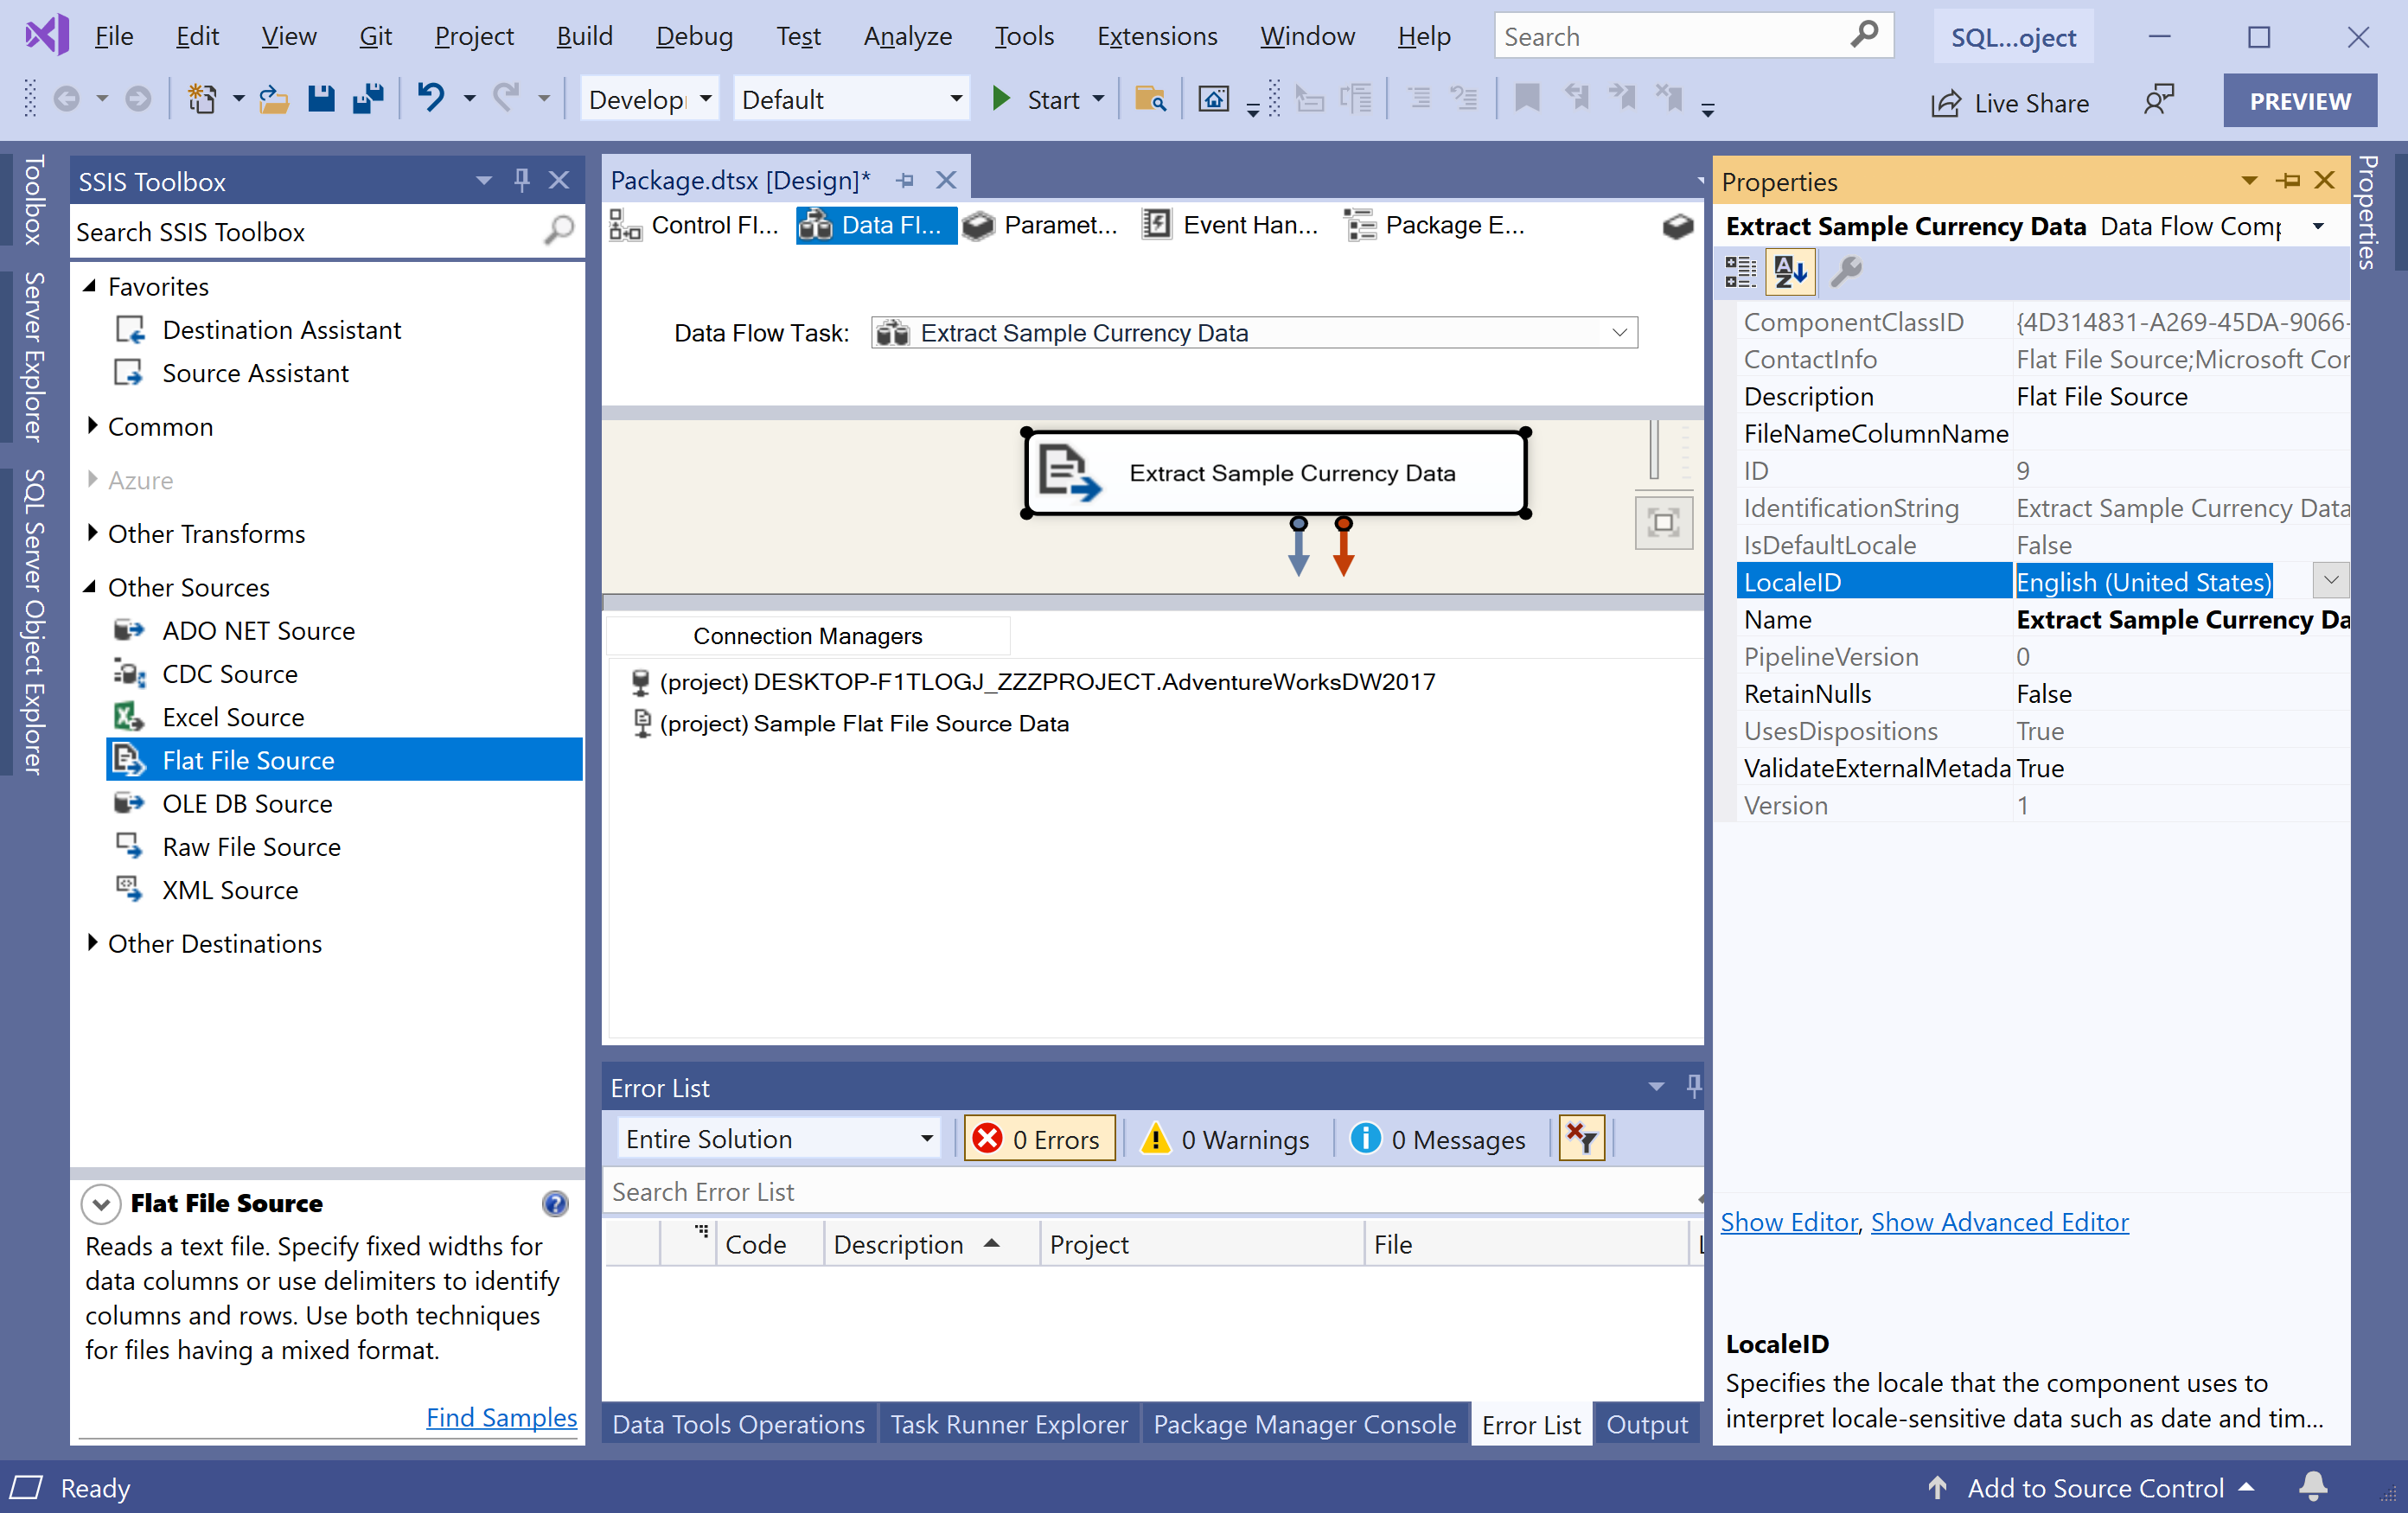 File Edit View Git Project Build Debug Test Analyze Tools Extensions Window Help Search SQL...oject
Develop Default Start Live Share PREVIEW
Toolbox
Server Explorer
SQL Server Object Explorer
SSIS Toolbox
Search SSIS Toolbox
Favorites
Destination Assistant
Source Assistant
Common
Azure
Other Transforms
Other Sources
ADO NET Source
CDC Source
Excel Source
Flat File Source
OLE DB Source
Raw File Source
XML Source
Other Destinations
Flat File Source
Reads a text file. Specify fixed widths for
data columns or use delimiters to identify
columns and rows. Use both techniques
for files having a mixed format.
Find Samples
Package.dtsx [Design]*
Control Fl... Data Fl... Paramet... Event Han... Package E...
Data Flow Task: Extract Sample Currency Data
Extract Sample Currency Data
Connection Managers
(project) DESKTOP-F1TLOGJ_ZZZPROJECT.AdventureWorksDW2017
(project) Sample Flat File Source Data
Error List
Entire Solution 0 Errors 0 Warnings 0 Messages
Search Error List
Code Description Project File
Data Tools Operations Task Runner Explorer Package Manager Console Error List Output
Properties
Extract Sample Currency Data Data Flow Comp
ComponentClassID {4D314831-A269-45DA-9066-
ContactInfo Flat File Source;Microsoft Cor
Description Flat File Source
FileNameColumnName
ID 9
IdentificationString Extract Sample Currency Data
IsDefaultLocale False
LocaleID English (United States)
Name Extract Sample Currency Da
PipelineVersion 0
RetainNulls False
UsesDispositions True
ValidateExternalMetada True
Version 1
Show Editor, Show Advanced Editor
LocaleID
Specifies the locale that the component uses to
interpret locale-sensitive data such as date and tim...
Properties
Ready Add to Source Control